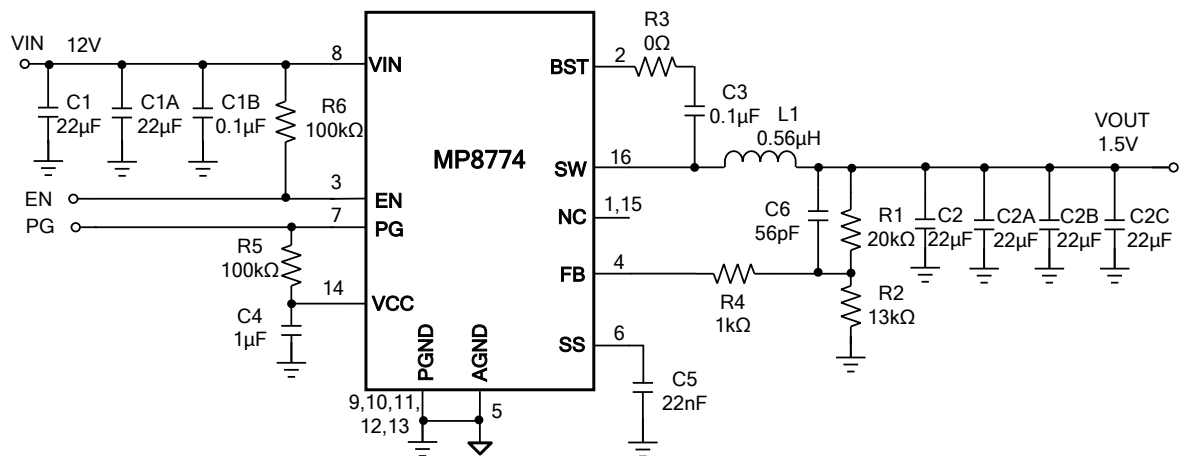 VIN 12V
C1
22µF
C1A
22µF
C1B
0.1µF
R6
100kΩ
EN
PG
R5
100kΩ
C4
1µF
8
3
7
14
VIN
EN
PG
VCC
MP8774
BST
SW
NC
FB
SS
PGND
AGND
9,10,11,
12,13
5
2
16
1,15
4
6
R3
0Ω
C3
0.1µF
L1
0.56µH
VOUT
1.5V
C6
56pF
R1
20kΩ
C2
22µF
C2A
22µF
C2B
22µF
C2C
22µF
R4
1kΩ
R2
13kΩ
C5
22nF